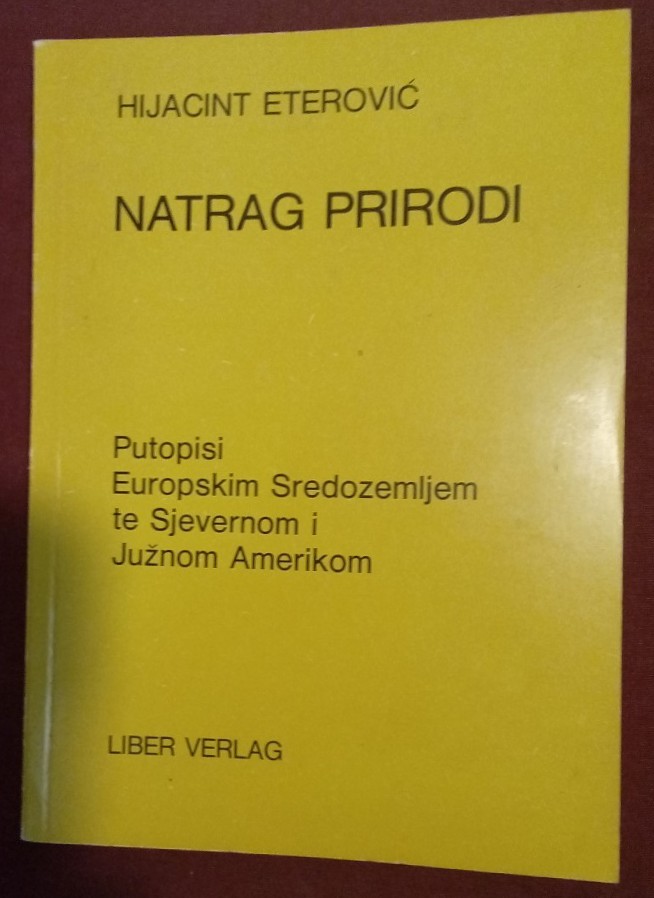 HIJACINT ETEROVIĆ
NATRAG PRIRODI
Putopisi
Europskim Sredozemljem
te Sjevernom i
Južnom Amerikom
LIBER VERLAG